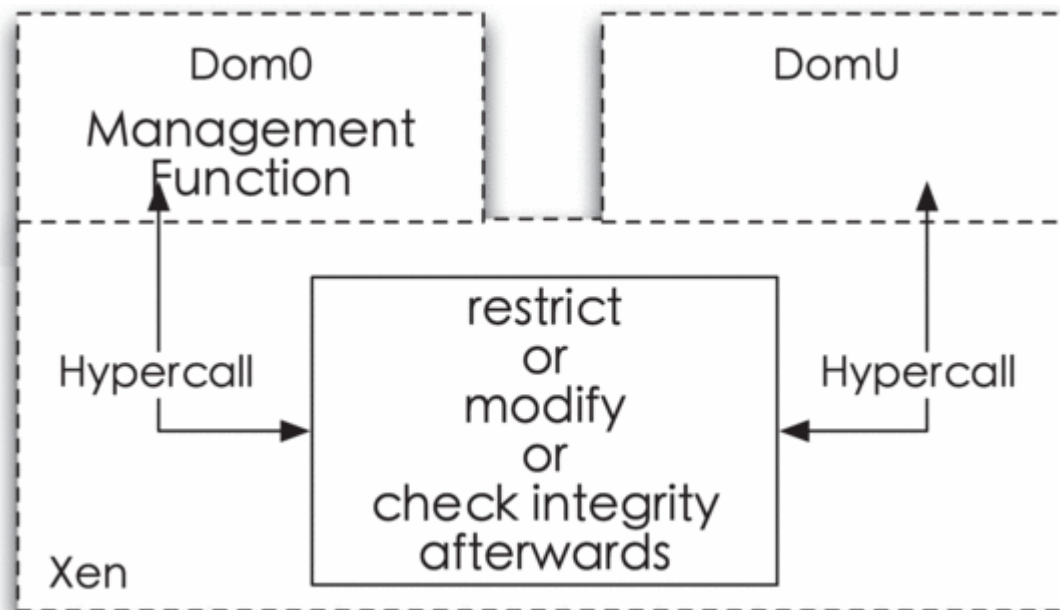 Dom0
Management
Function
DomU
restrict
or
modify
or
check integrity
afterwards
Hypercall
Hypercall
Xen